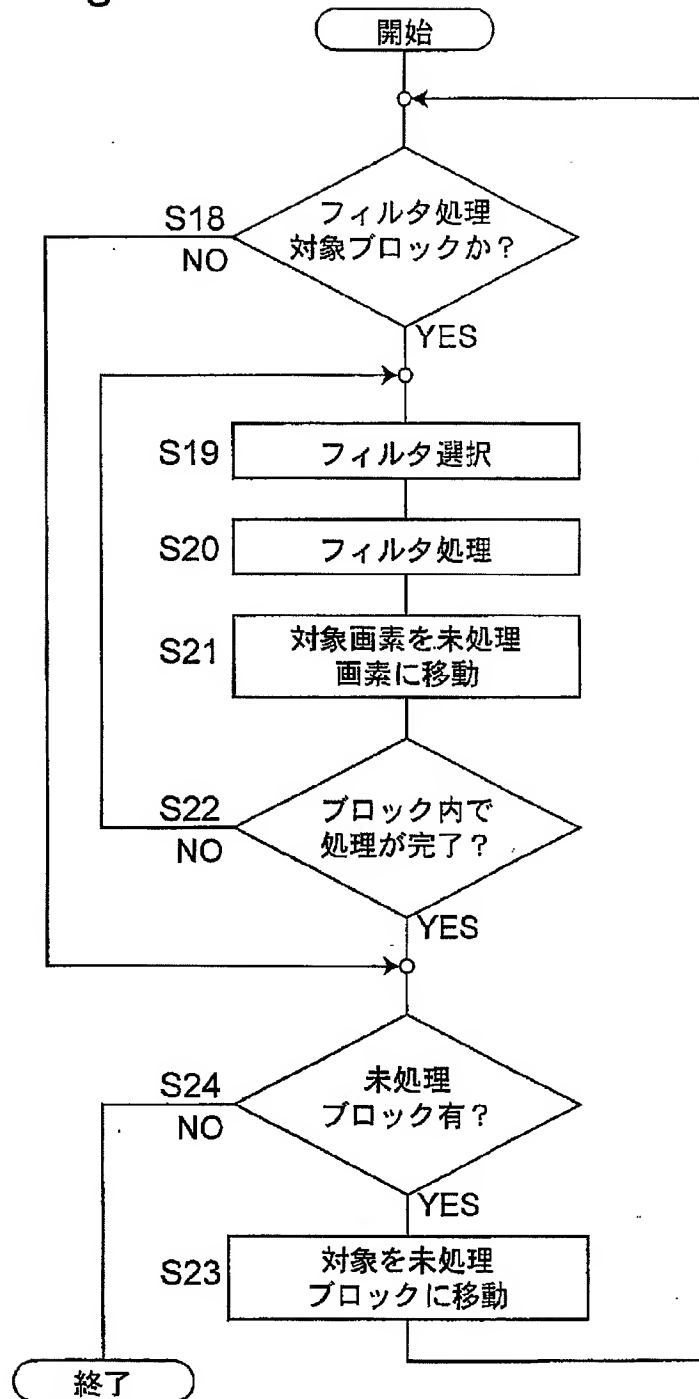 開始
S18
NO
フィルタ処理
対象ブロックか?
YES
S19
フィルタ選択
S20
フィルタ処理
S21
対象画素を未処理
画素に移動
S22
NO
ブロック内で
処理が完了?
YES
S24
NO
未処理
ブロック有?
YES
S23
対象を未処理
ブロックに移動
終了